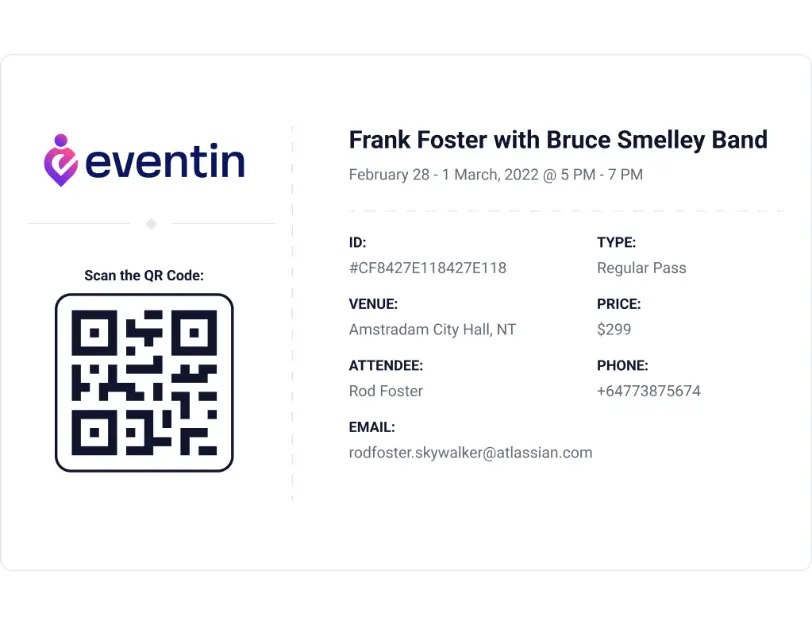 eventin
Scan the QR Code:
Frank Foster with Bruce Smelley Band
February 28 - 1 March, 2022 @ 5 PM - 7 PM
ID:
#CF8427E118427E118
TYPE:
Regular Pass
VENUE:
Amstradam City Hall, NT
PRICE:
$299
ATTENDEE:
Rod Foster
PHONE:
+64773875674
EMAIL:
rodfoster.skywalker@atlassian.com